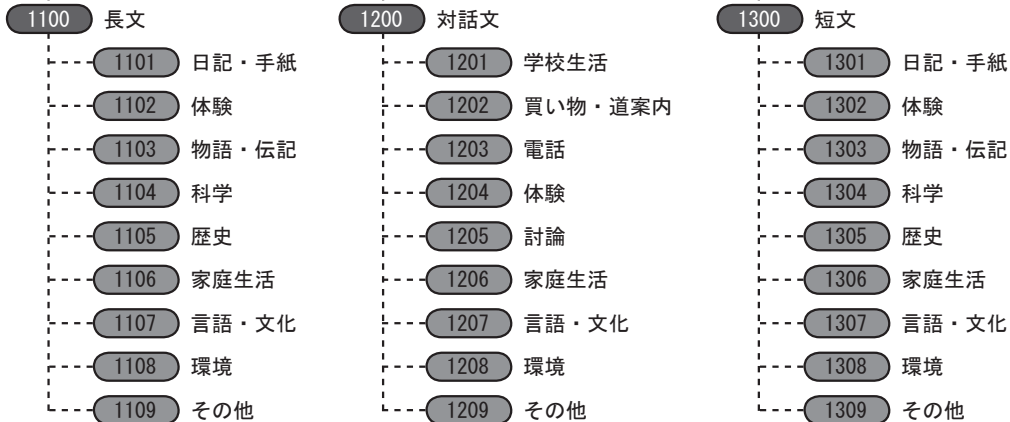 1100 長文
1101 日記・手紙
1102 体験
1103 物語・伝記
1104 科学
1105 歴史
1106 家庭生活
1107 言語・文化
1108 環境
1109 その他
1200 対話文
1201 学校生活
1202 買い物・道案内
1203 電話
1204 体験
1205 討論
1206 家庭生活
1207 言語・文化
1208 環境
1209 その他
1300 短文
1301 日記・手紙
1302 体験
1303 物語・伝記
1304 科学
1305 歴史
1306 家庭生活
1307 言語・文化
1308 環境
1309 その他